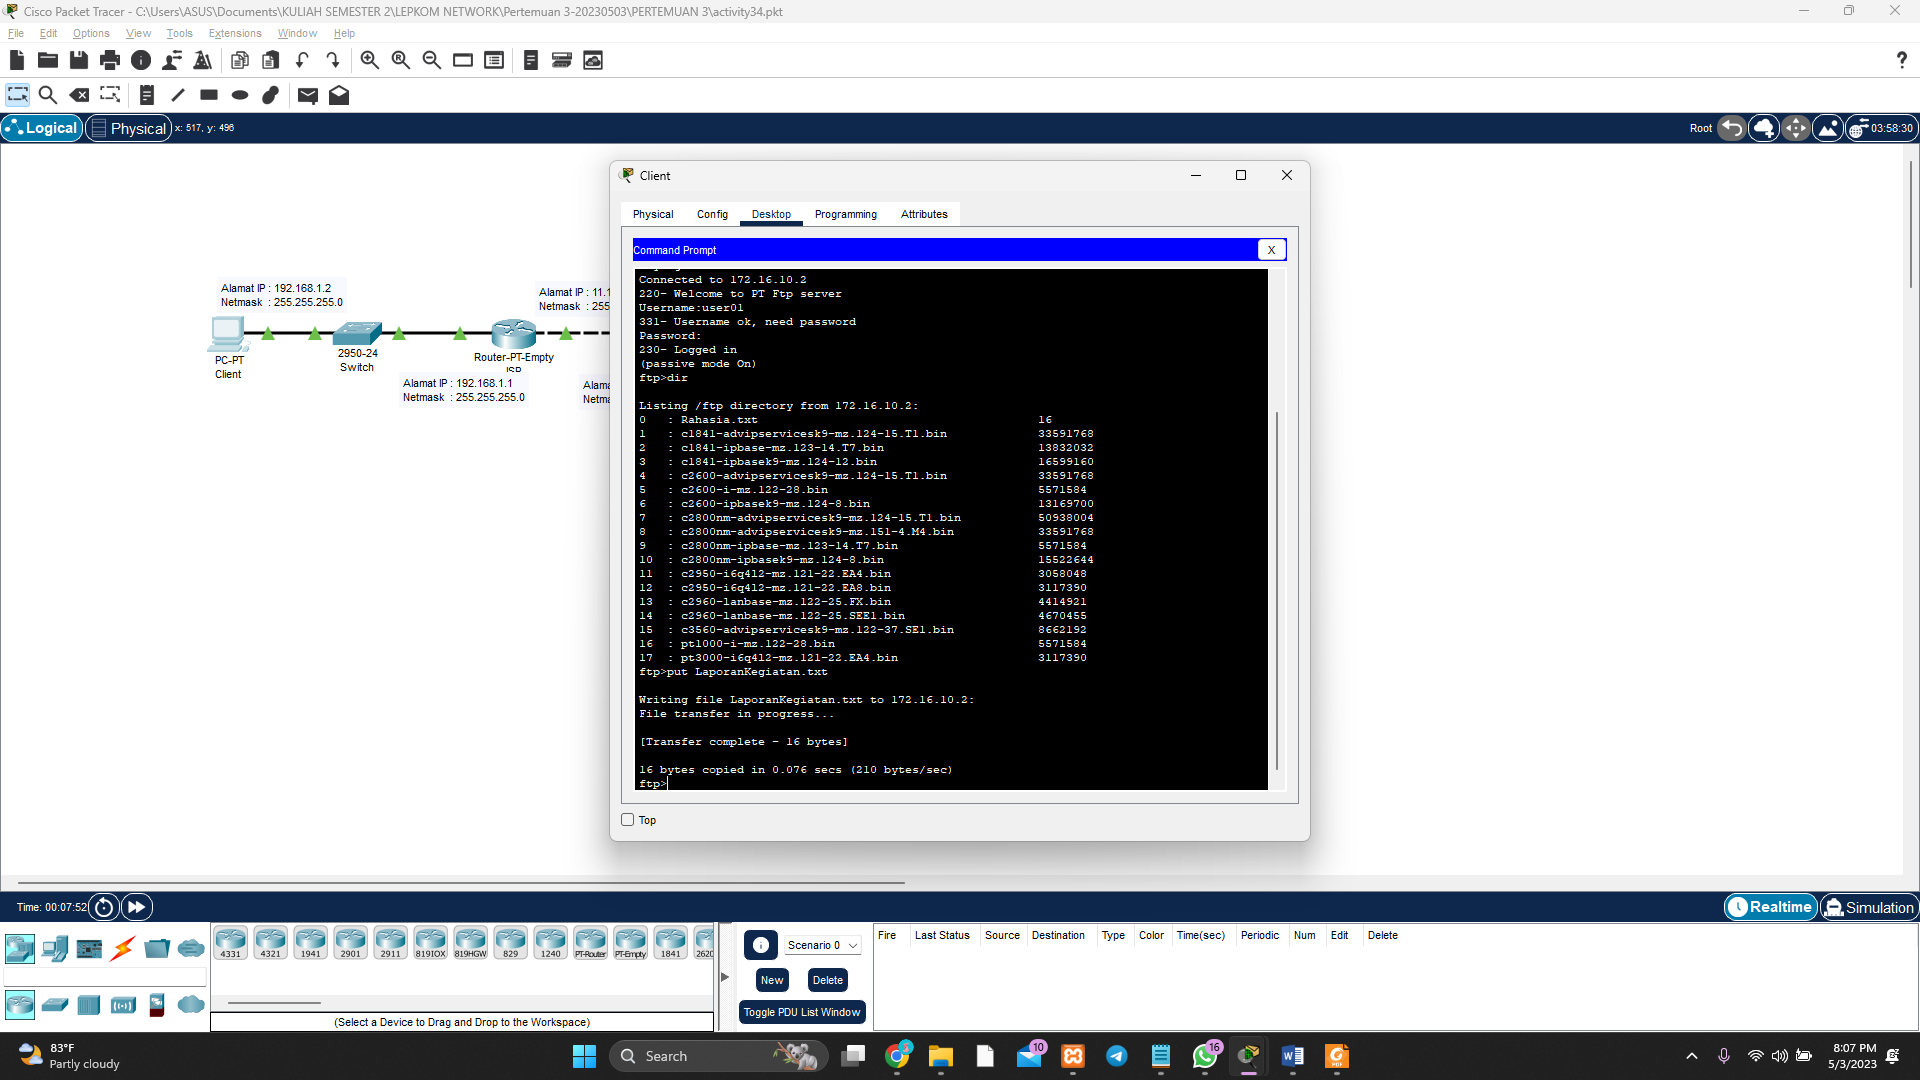 Cisco Packet Tracer - C:\Users\ASUS\Documents\KULIAH SEMESTER 2\LEPKOM NETWORK\Pertemuan 3-20230503\PERTEMUAN 3\activity34.pkt
File Edit Options View Tools Extensions Window Help
Logical Physical x: 517, y: 496 Root 03:58:30
Client
Physical Config Desktop Programming Attributes
Command Prompt X
Connected to 172.16.10.2
220- Welcome to PT Ftp server
Username:user01
331- Username ok, need password
Password:
230- Logged in
(passive mode On)
ftp>dir
Listing /ftp directory from 172.16.10.2:
0 : Rahasia.txt 16
1 : c1841-advipservicesk9-mz.124-15.T1.bin 33591768
2 : c1841-ipbase-mz.123-14.T7.bin 13832032
3 : c1841-ipbasek9-mz.124-12.bin 16599160
4 : c2600-advipservicesk9-mz.124-15.T1.bin 33591768
5 : c2600-i-mz.122-28.bin 5571584
6 : c2600-ipbasek9-mz.124-8.bin 13169700
7 : c2800nm-advipservicesk9-mz.124-15.T1.bin 50938004
8 : c2800nm-advipservicesk9-mz.151-4.M4.bin 33591768
9 : c2800nm-ipbase-mz.123-14.T7.bin 5571584
10 : c2800nm-ipbasek9-mz.124-8.bin 15522644
11 : c2950-i6q4l2-mz.121-22.EA4.bin 3058048
12 : c2950-i6q4l2-mz.121-22.EA8.bin 3117390
13 : c2960-lanbase-mz.122-25.FX.bin 4414921
14 : c2960-lanbase-mz.122-25.SEE1.bin 4670455
15 : c3560-advipservicesk9-mz.122-37.SE1.bin 8662192
16 : pt1000-i-mz.122-28.bin 5571584
17 : pt3000-i6q4l2-mz.121-22.EA4.bin 3117390
ftp>put LaporanKegiatan.txt
Writing file LaporanKegiatan.txt to 172.16.10.2:
File transfer in progress...
[Transfer complete - 16 bytes]
16 bytes copied in 0.076 secs (210 bytes/sec)
ftp>
Top
Alamat IP : 192.168.1.2
Netmask : 255.255.255.0
Alamat IP : 11.1
Netmask : 255
PC-PT
Client
2950-24
Switch
Router-PT-Empty
ISP
Alamat IP : 192.168.1.1
Netmask : 255.255.255.0
Alama
Netma
Time: 00:07:52 Realtime Simulation
4331 4321 1941 2901 2911 819IOX 819HGW 829 1240 PT-Router PT-Empty 1841 2620
(Select a Device to Drag and Drop to the Workspace)
Scenario 0
New Delete
Toggle PDU List Window
Fire Last Status Source Destination Type Color Time(sec) Periodic Num Edit Delete
83°F
Partly cloudy
Search
10
16
8:07 PM
5/3/2023